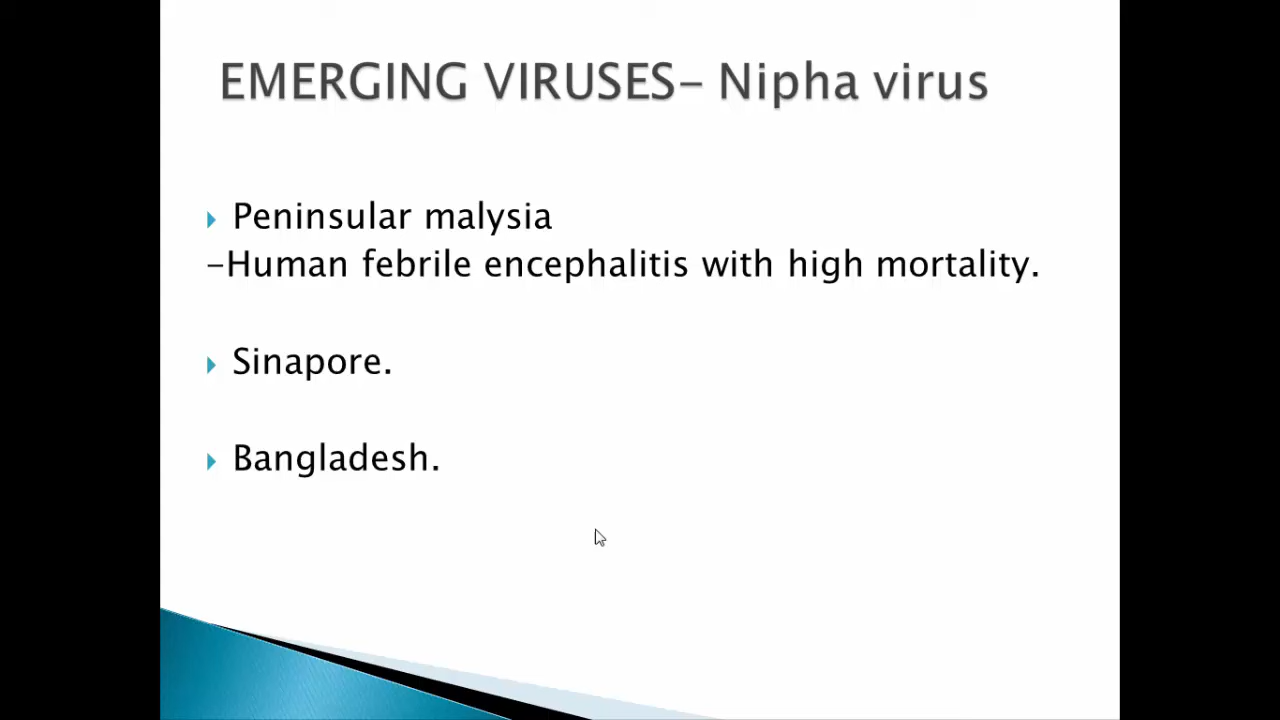 EMERGING VIRUSES- Nipha virus
Peninsular malysia
-Human febrile encephalitis with high mortality.
Sinapore.
Bangladesh.